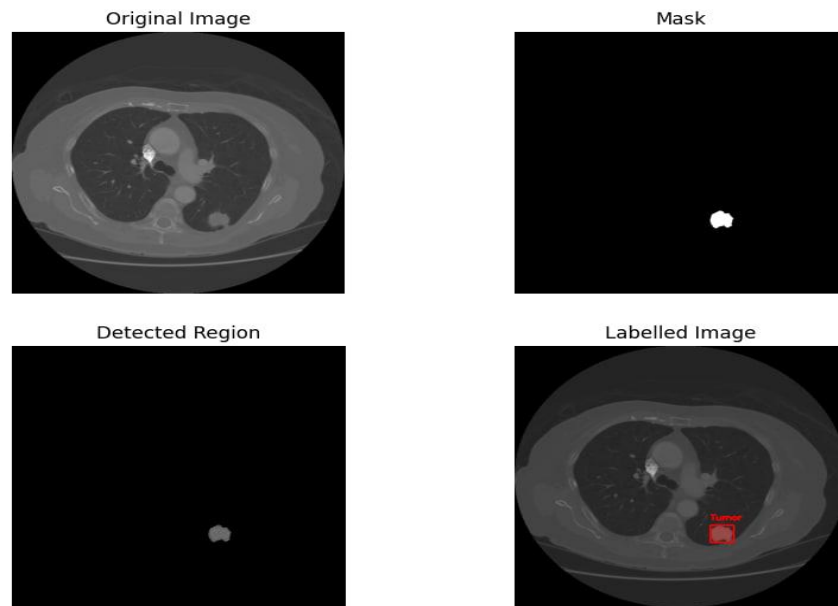 Original Image
Mask
Detected Region
Labelled Image
Tumor